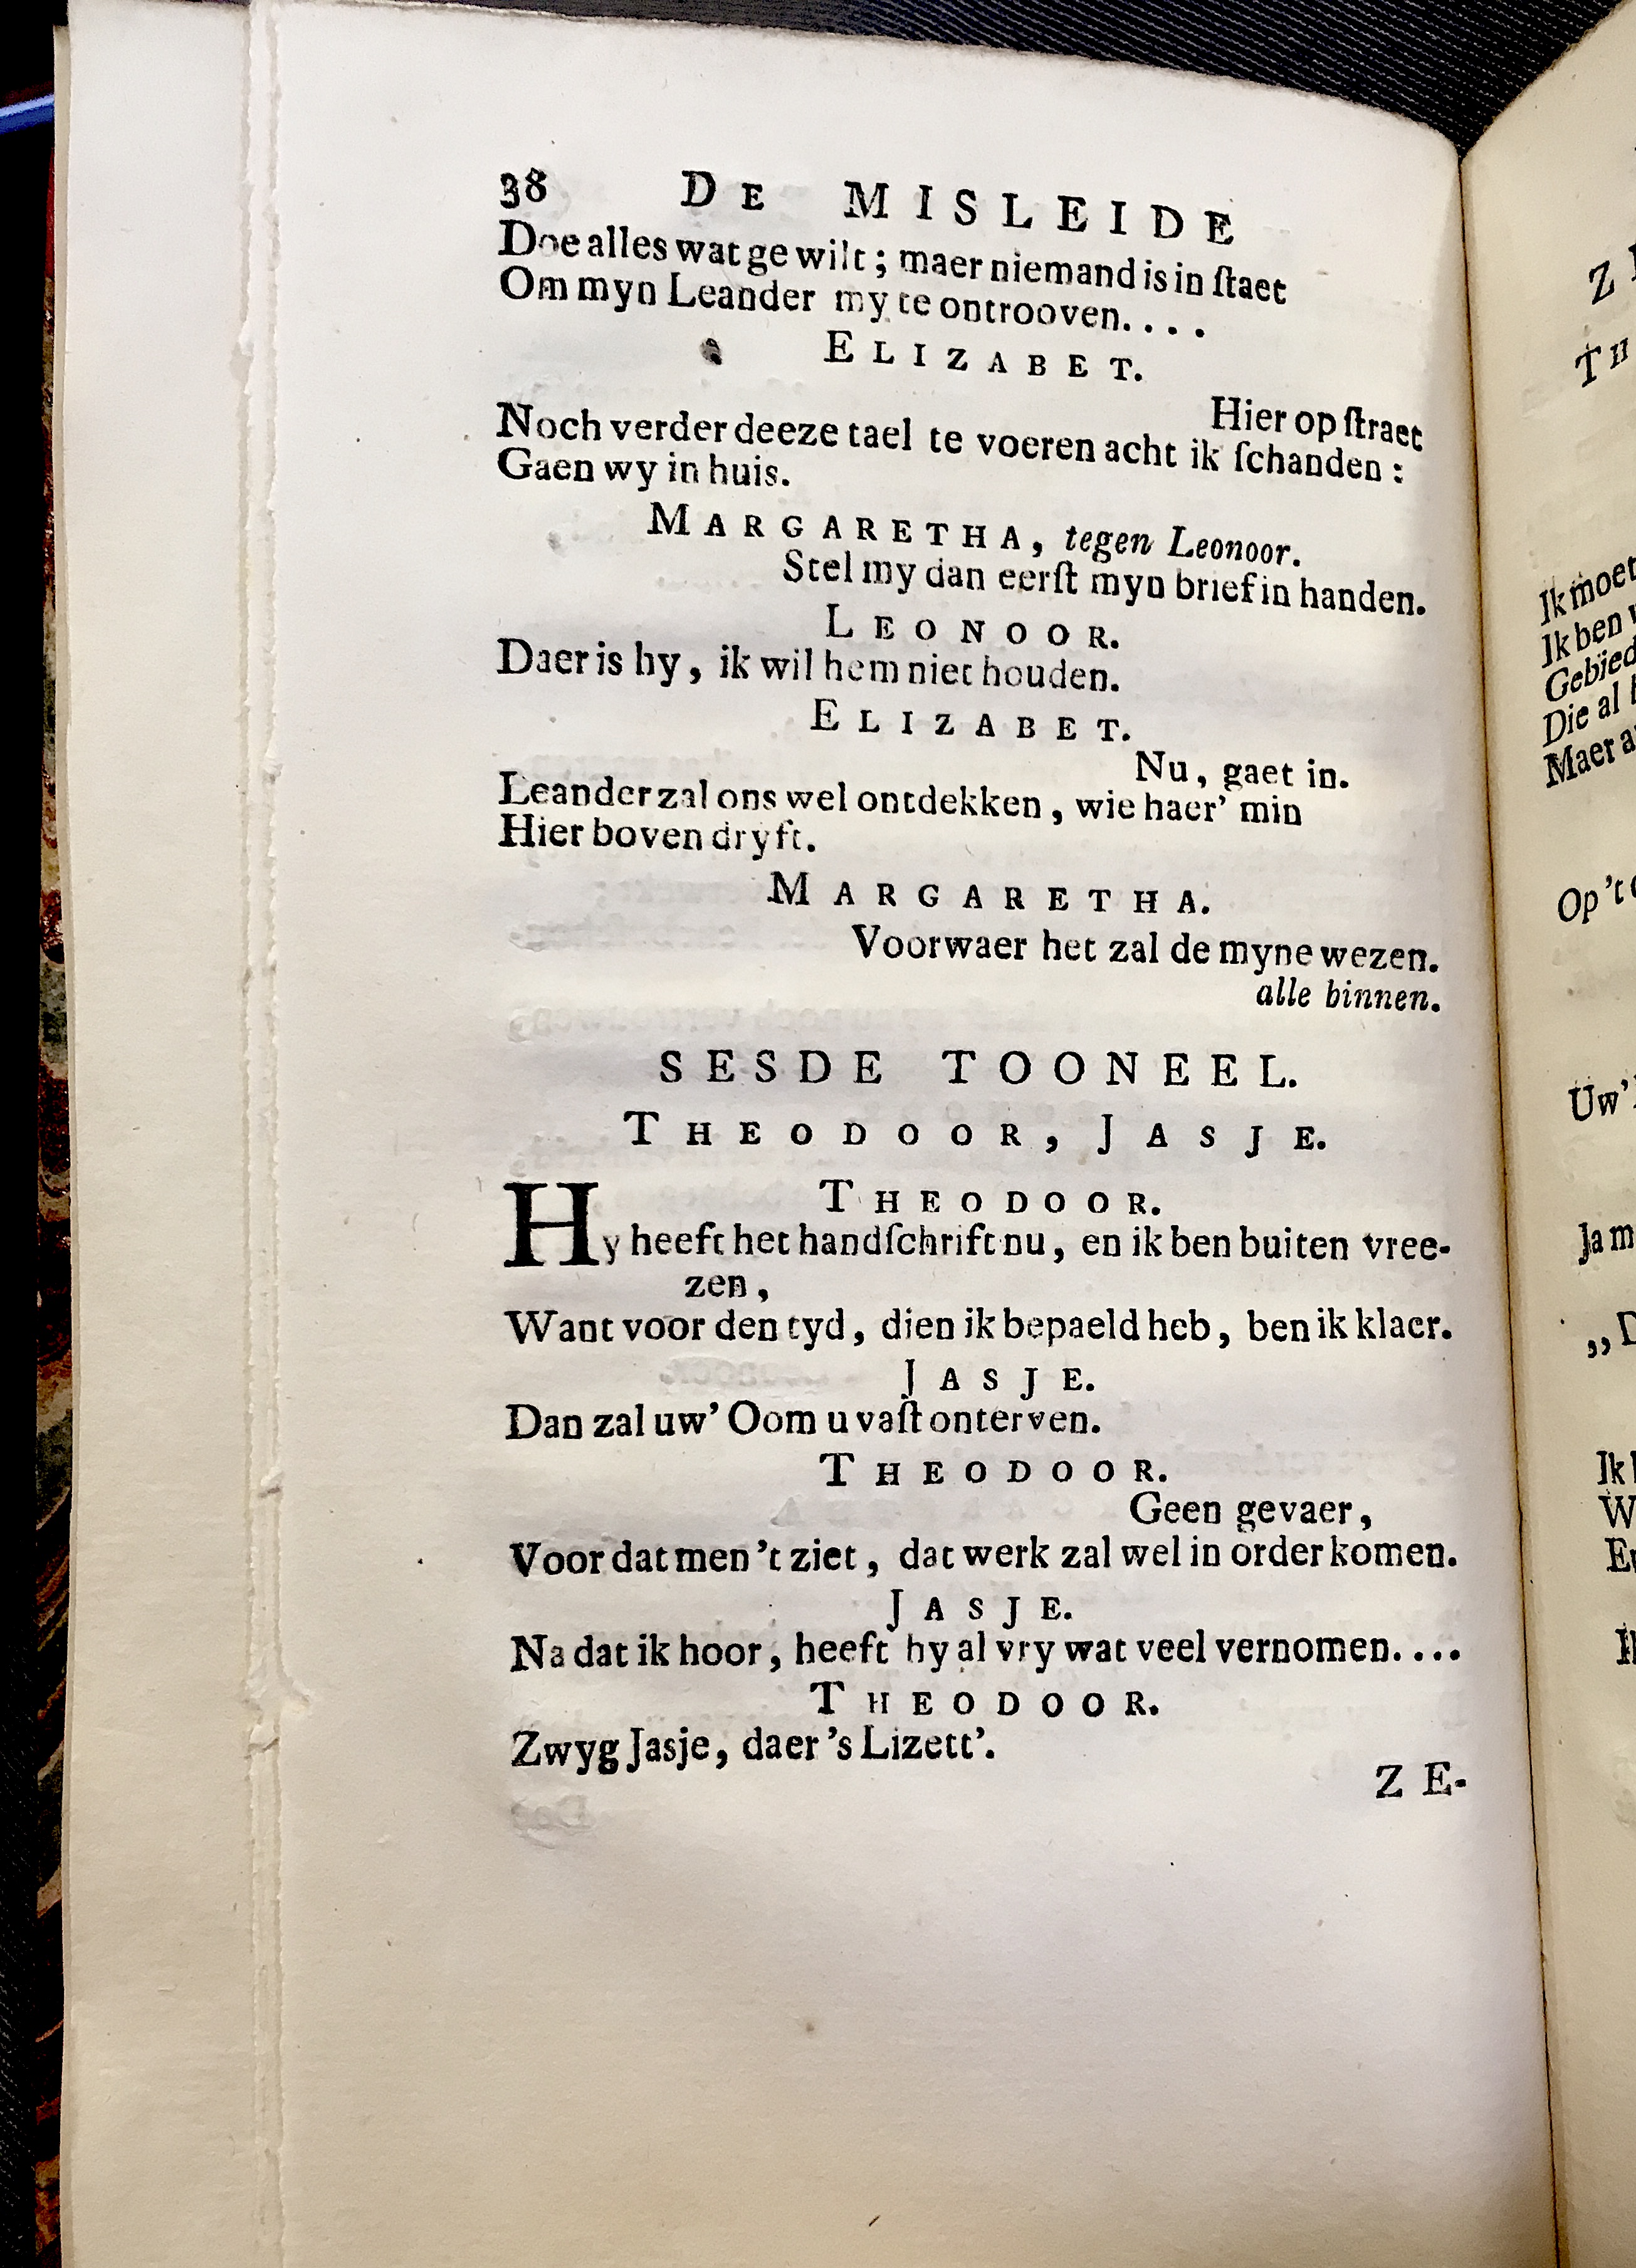 38 DE MISLEIDE
Doe alles wat ge wilt; maer niemand is in ſtaet
Om myn Leander my te ontrooven....
ELIZABET.
Hier op ſtraet
Noch verder deeze tael te voeren acht ik ſchanden:
Gaen wy in huis.
MARGARETHA, tegen Leonoor.
Stel my dan eerſt myn brief in handen.
LEONOOR.
Daer is hy, ik wil hem niet houden.
ELIZABET.
Nu, gaet in.
Leander zal ons wel ontdekken, wie haer' min
Hier boven dryft.
MARGARETHA.
Voorwaer het zal de myne wezen.
alle binnen.
SESDE TOONEEL.
THEODOOR, JASJE.
THEODOOR.
Hy heeft het handſchrift nu, en ik ben buiten vree-
zen,
Want voor den tyd, dien ik bepaeld heb, ben ik klaer.
JASJE.
Dan zal uw' Oom u vaſt onterven.
THEODOOR.
Geen gevaer,
Voor dat men 't ziet, dat werk zal wel in order komen.
JASJE.
Na dat ik hoor, heeft hy al vry wat veel vernomen....
THEODOOR.
Zwyg Jasje, daer 's Lizett'.
ZE-
Ik moet
Ik ben
Die al
Maer
Op 't
Uw'